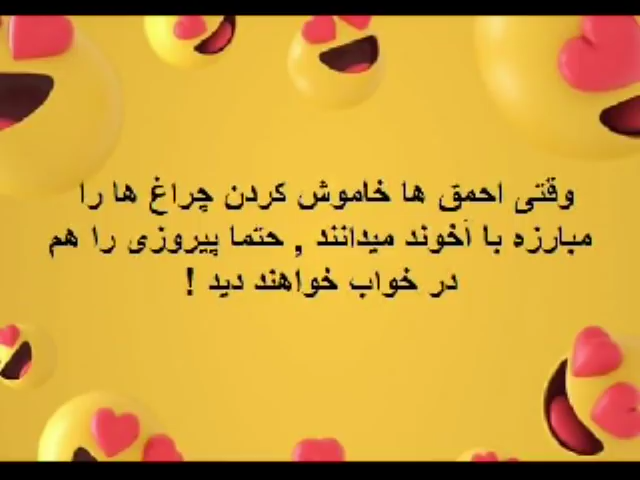 وقتی احمق ها خاموش کردن چراغ ها را
مبارزه با آخوند میدانند , حتما پیروزی را هم
در خواب خواهند دید !